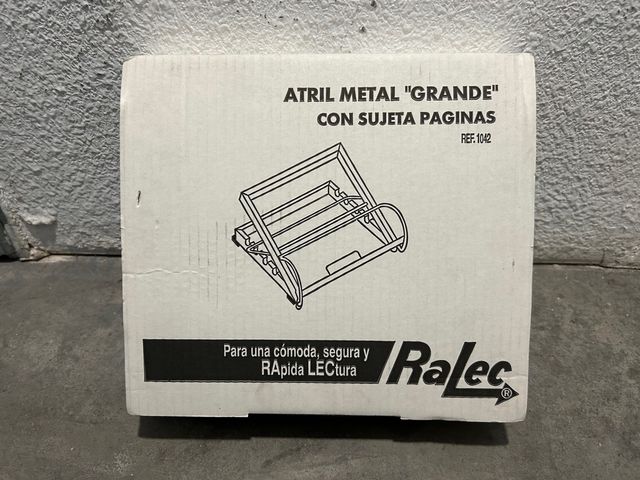 ATRIL METAL "GRANDE"
CON SUJETA PAGINAS
REF. 1042
Para una cómoda, segura y
RApida LECtura
RaLec
®